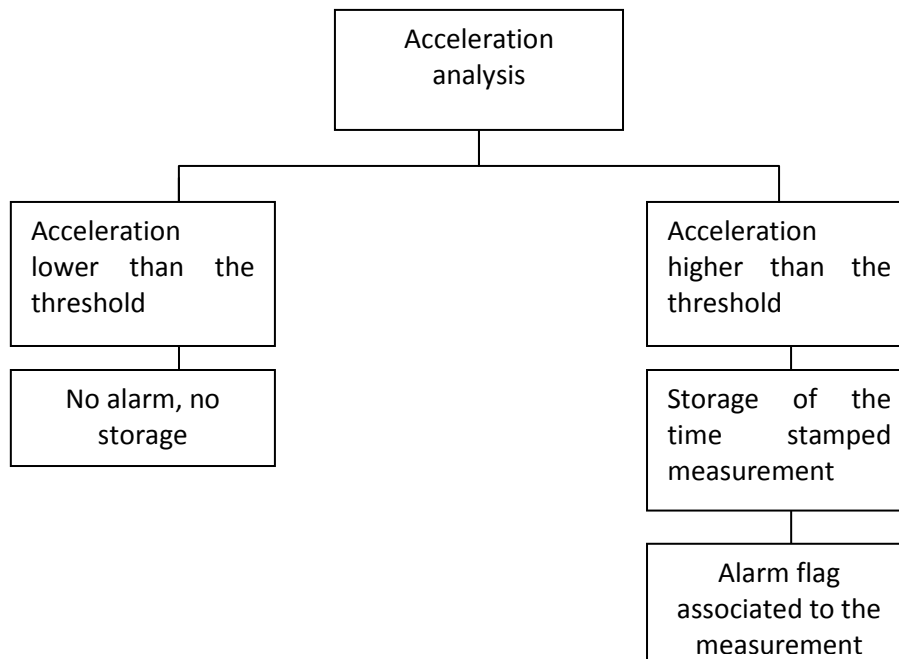 Acceleration
analysis
Acceleration
lower than the
threshold
No alarm, no
storage
Acceleration
higher than the
threshold
Storage of the
time stamped
measurement
Alarm flag
associated to the
measurement